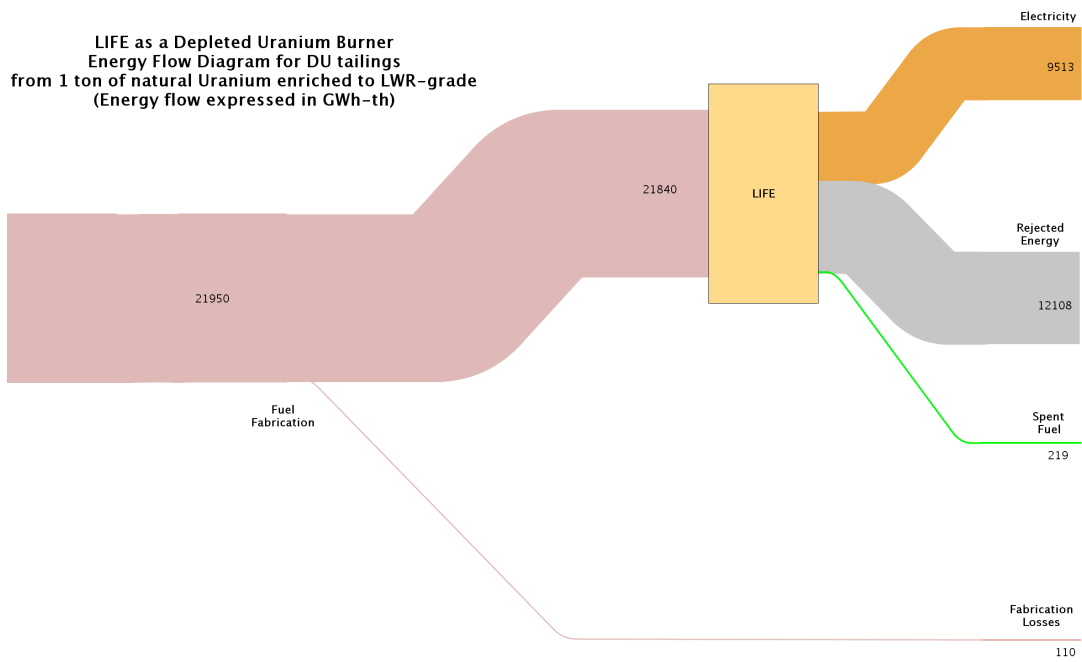 LIFE as a Depleted Uranium Burner
Energy Flow Diagram for DU tailings
from 1 ton of natural Uranium enriched to LWR-grade
(Energy flow expressed in GWh-th)
Electricity
9513
21840
LIFE
Rejected
Energy
21950
12108
Fuel
Fabrication
Spent
Fuel
219
Fabrication
Losses
110